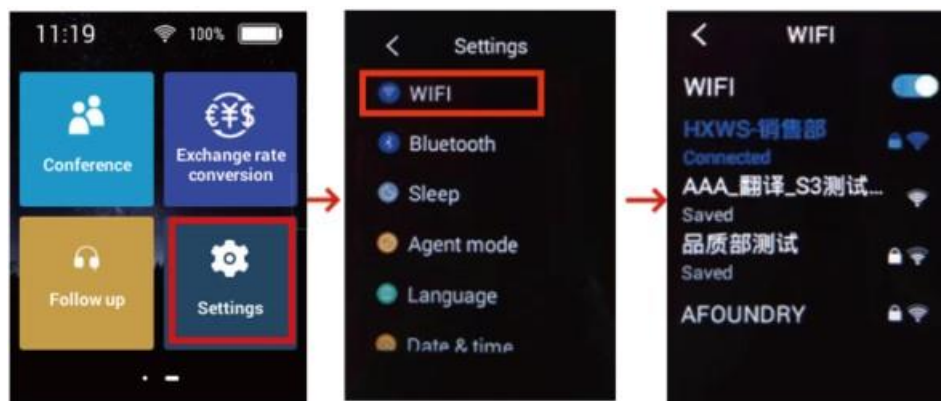 11:19 100%
Conference
Exchange rate
conversion
Follow up
Settings
Settings
WIFI
Bluetooth
Sleep
Agent mode
Language
Date & time
WIFI
WIFI
HXWS-销售部
Connected
AAA_翻译_S3测试...
Saved
品质部测试
Saved
AFOUNDRY